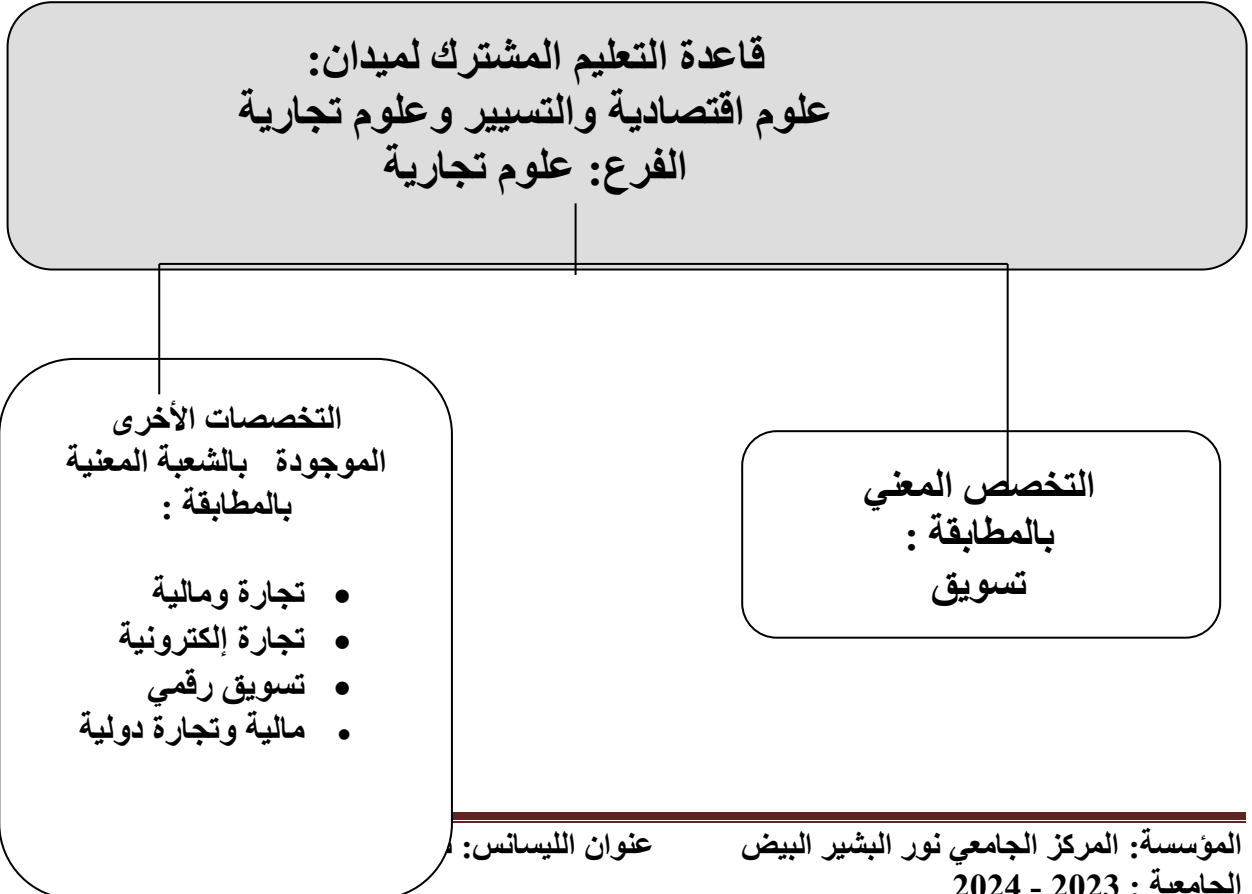 قاعدة التعليم المشترك لميدان:
علوم اقتصادية والتسيير وعلوم تجارية
الفرع: علوم تجارية
التخصص المعني
بالمطابقة :
تسويق
التخصصات الأخرى
الموجودة بالشعبة المعنية
بالمطابقة :
• تجارة ومالية
• تجارة إلكترونية
• تسويق رقمي
• مالية وتجارة دولية
المؤسسة: المركز الجامعي نور البشير البيض عنوان الليسانس:
الجامعية : 2023 - 2024